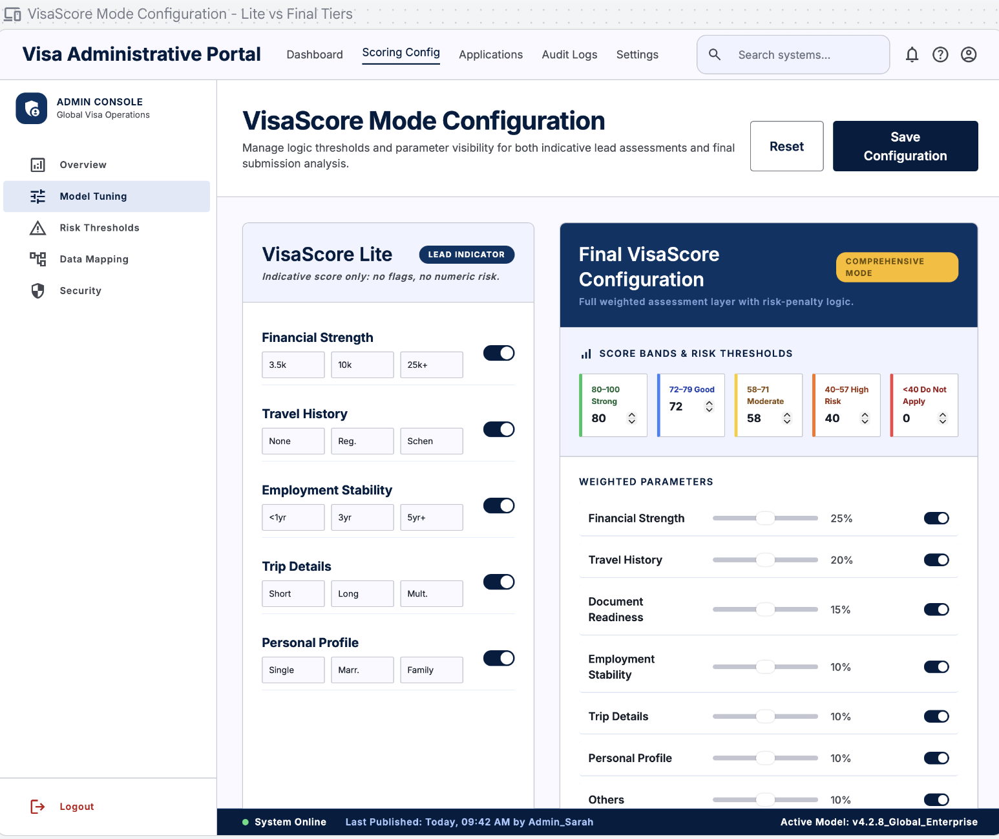 VisaScore Mode Configuration - Lite vs Final Tiers
Visa Administrative Portal
Dashboard
Scoring Config
Applications
Audit Logs
Settings
Search systems...
ADMIN CONSOLE
Global Visa Operations
Overview
Model Tuning
Risk Thresholds
Data Mapping
Security
Logout
VisaScore Mode Configuration
Manage logic thresholds and parameter visibility for both indicative lead assessments and final
submission analysis.
Reset
Save
Configuration
VisaScore Lite
LEAD INDICATOR
Indicative score only: no flags, no numeric risk.
Financial Strength
3.5k
10k
25k+
Travel History
None
Reg.
Schen
Employment Stability
<1yr
3yr
5yr+
Trip Details
Short
Long
Mult.
Personal Profile
Single
Marr.
Family
Final VisaScore
Configuration
COMPREHENSIVE
MODE
Full weighted assessment layer with risk-penalty logic.
SCORE BANDS & RISK THRESHOLDS
80–100
Strong
80
72–79 Good
72
58–71
Moderate
58
40–57 High
Risk
40
<40 Do Not
Apply
0
WEIGHTED PARAMETERS
Financial Strength
25%
Travel History
20%
Document
Readiness
15%
Employment
Stability
10%
Trip Details
10%
Personal Profile
10%
Others
10%
System Online
Last Published: Today, 09:42 AM by Admin_Sarah
Active Model: v4.2.8_Global_Enterprise